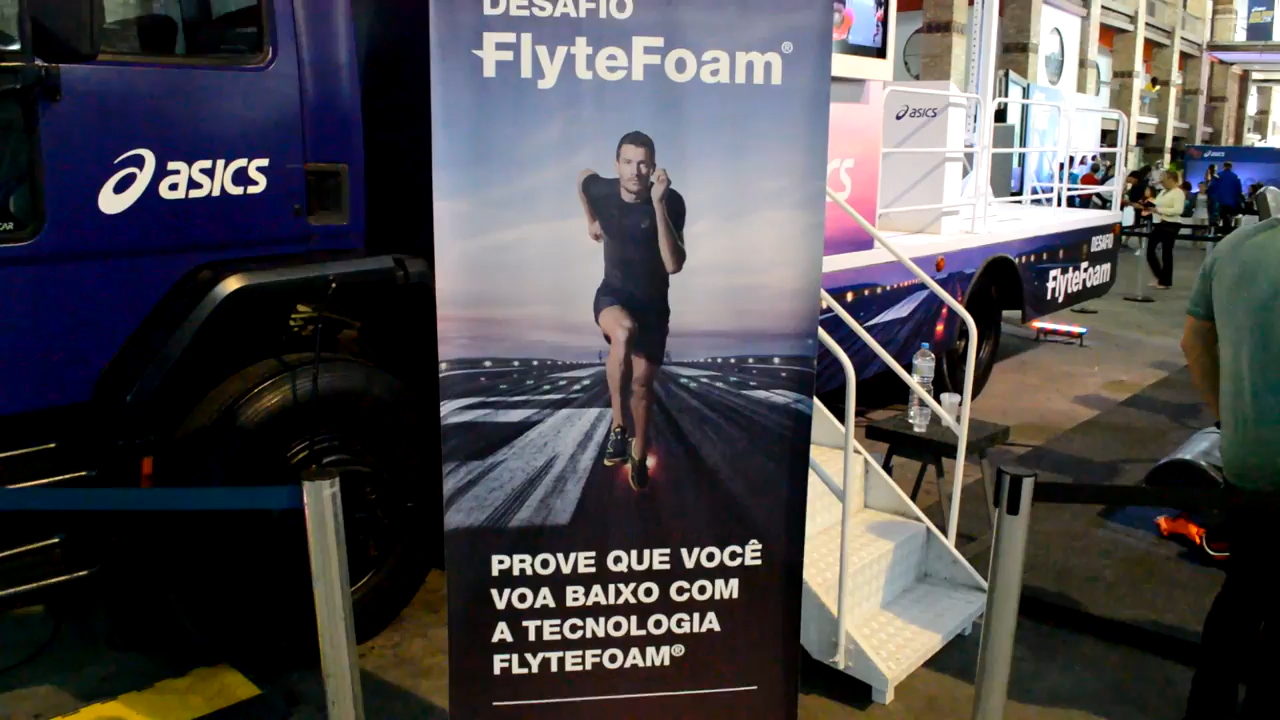 DESAFIO
FlyteFoam®
asics
asics
DESAFIO
FlyteFoam
asics
PROVE QUE VOCÊ
VOA BAIXO COM
A TECNOLOGIA
FLYTEFOAM®